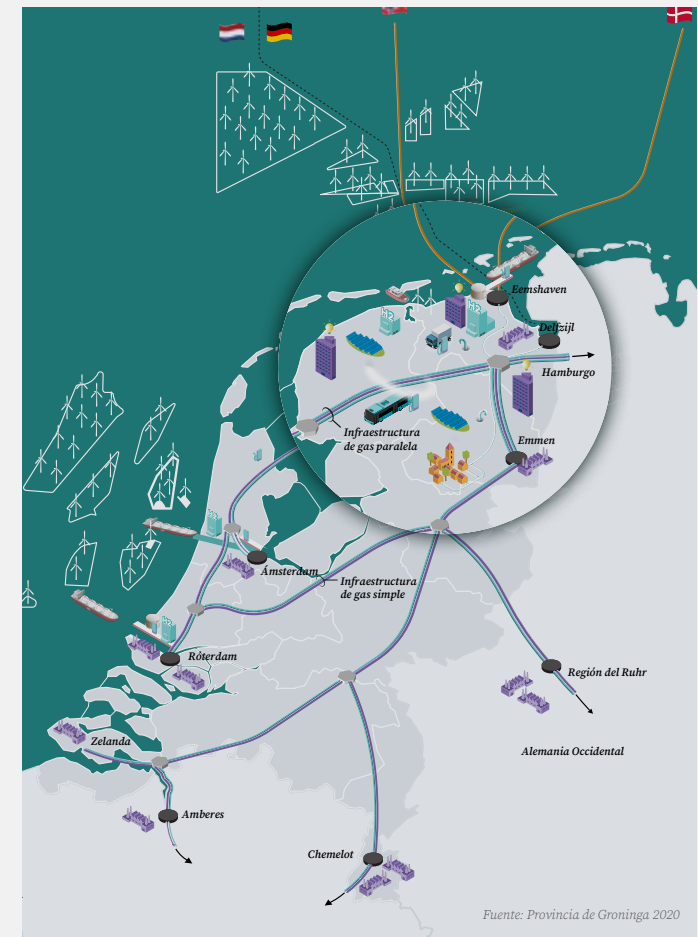 Eemshaven
Delfzijl
Hamburgo
Infraestructura
de gas paralela
Emmen
Ámsterdam
Infraestructura
de gas simple
Róterdam
Región del Ruhr
Zelanda
Alemania Occidental
Amberes
Chemelot
Fuente: Provincia de Groninga 2020
H2